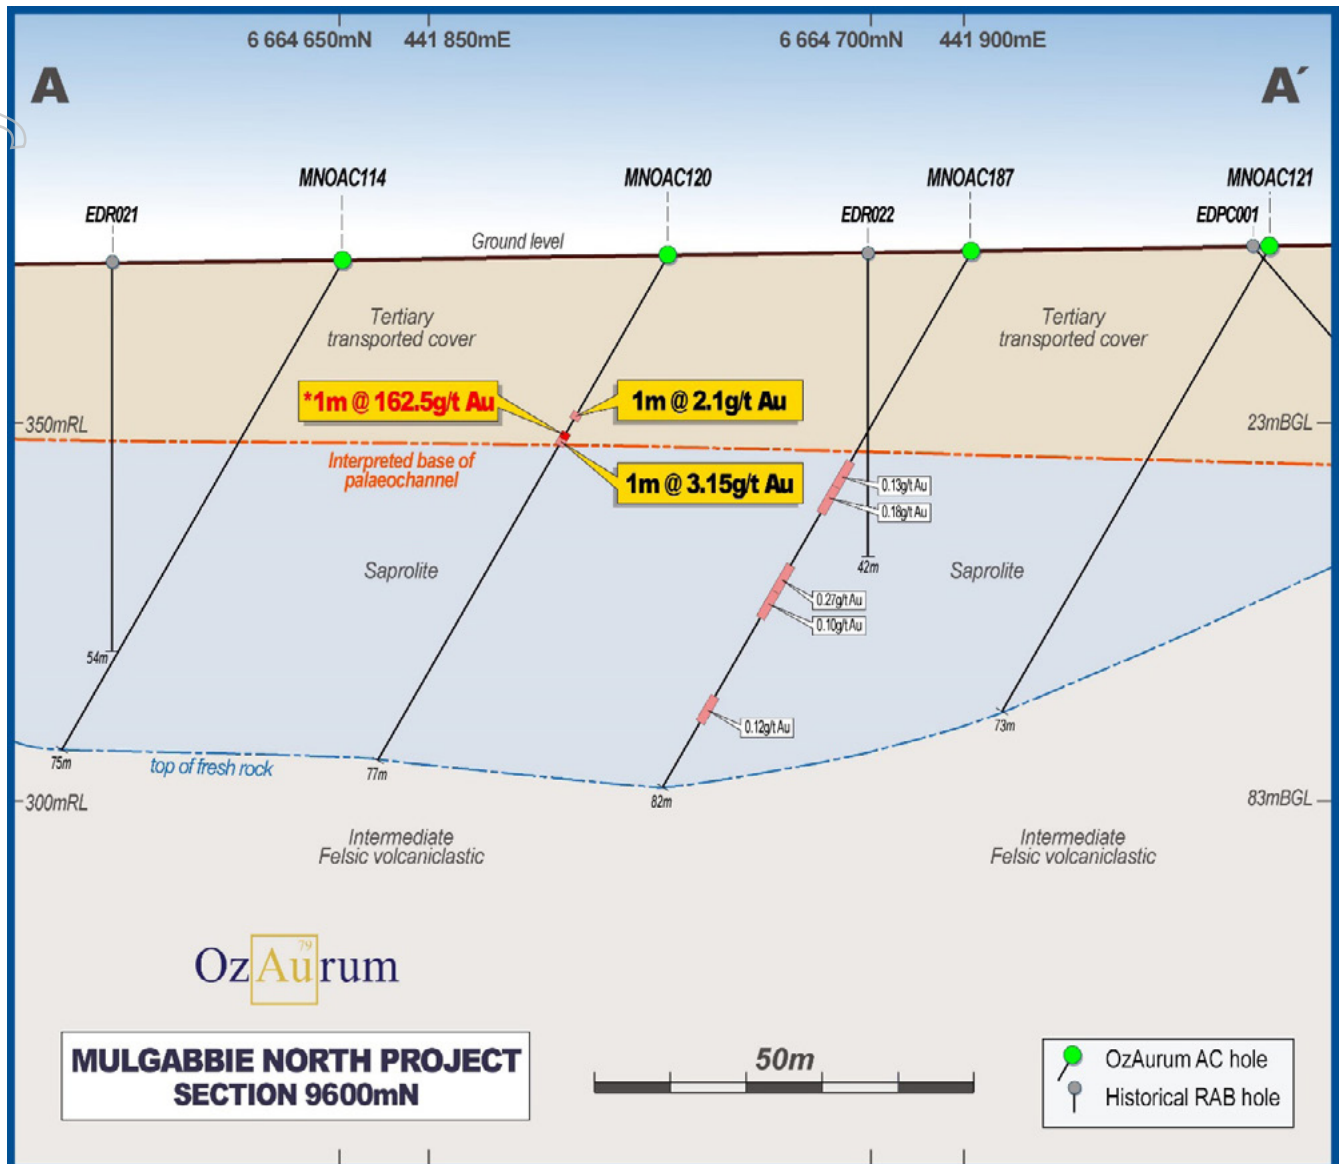 6 664 650mN 441 850mE 6 664 700mN 441 900mE
A A´
MNOAC114 MNOAC120 MNOAC187 MNOAC121
EDR021 EDR022 EDPC001
Ground level
Tertiary
transported cover
Tertiary
transported cover
*1m @ 162.5g/t Au
1m @ 2.1g/t Au
350mRL
23mBGL
Interpreted base of
palaeochannel
1m @ 3.15g/t Au
0.13g/t Au
0.18g/t Au
42m
Saprolite
Saprolite
0.27g/t Au
0.10g/t Au
54m
0.12g/t Au
73m
75m
top of fresh rock
77m
82m
300mRL
83mBGL
Intermediate
Felsic volcaniclastic
Intermediate
Felsic volcaniclastic
79
OzAurum
MULGABBIE NORTH PROJECT
SECTION 9600mN
50m
OzAurum AC hole
Historical RAB hole